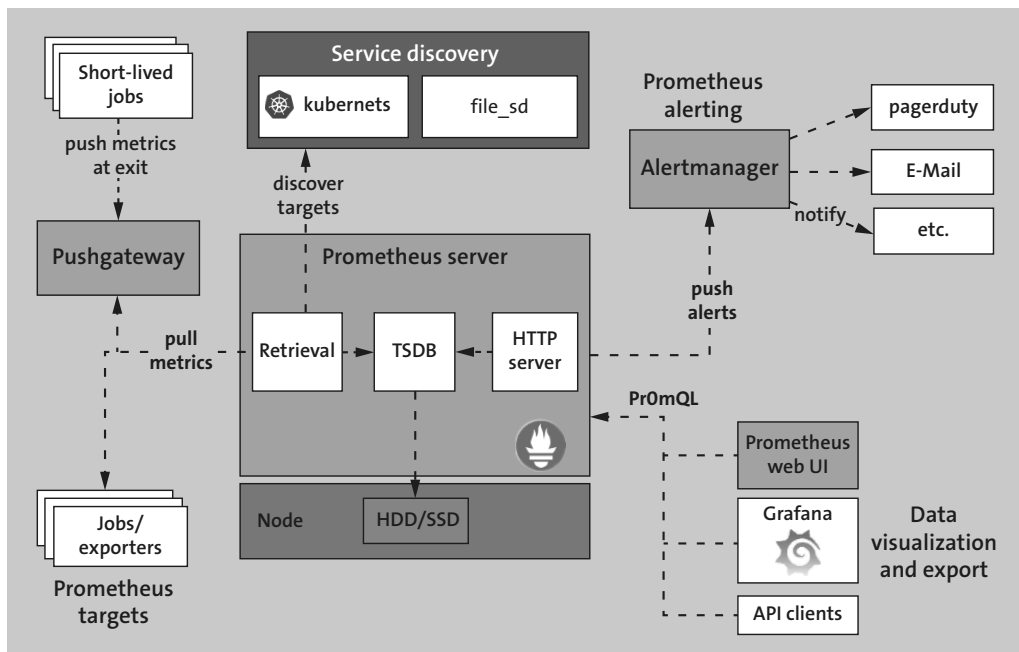 Short-lived
jobs
push metrics
at exit
Pushgateway
Service discovery
kubernets
file_sd
discover
targets
Prometheus
alerting
Alertmanager
pagerduty
E-Mail
notify
etc.
Prometheus server
Retrieval
TSDB
HTTP
server
pull
metrics
push
alerts
Pr0mQL
Node
HDD/SSD
Jobs/
exporters
Prometheus
targets
Prometheus
web UI
Grafana
API clients
Data
visualization
and export